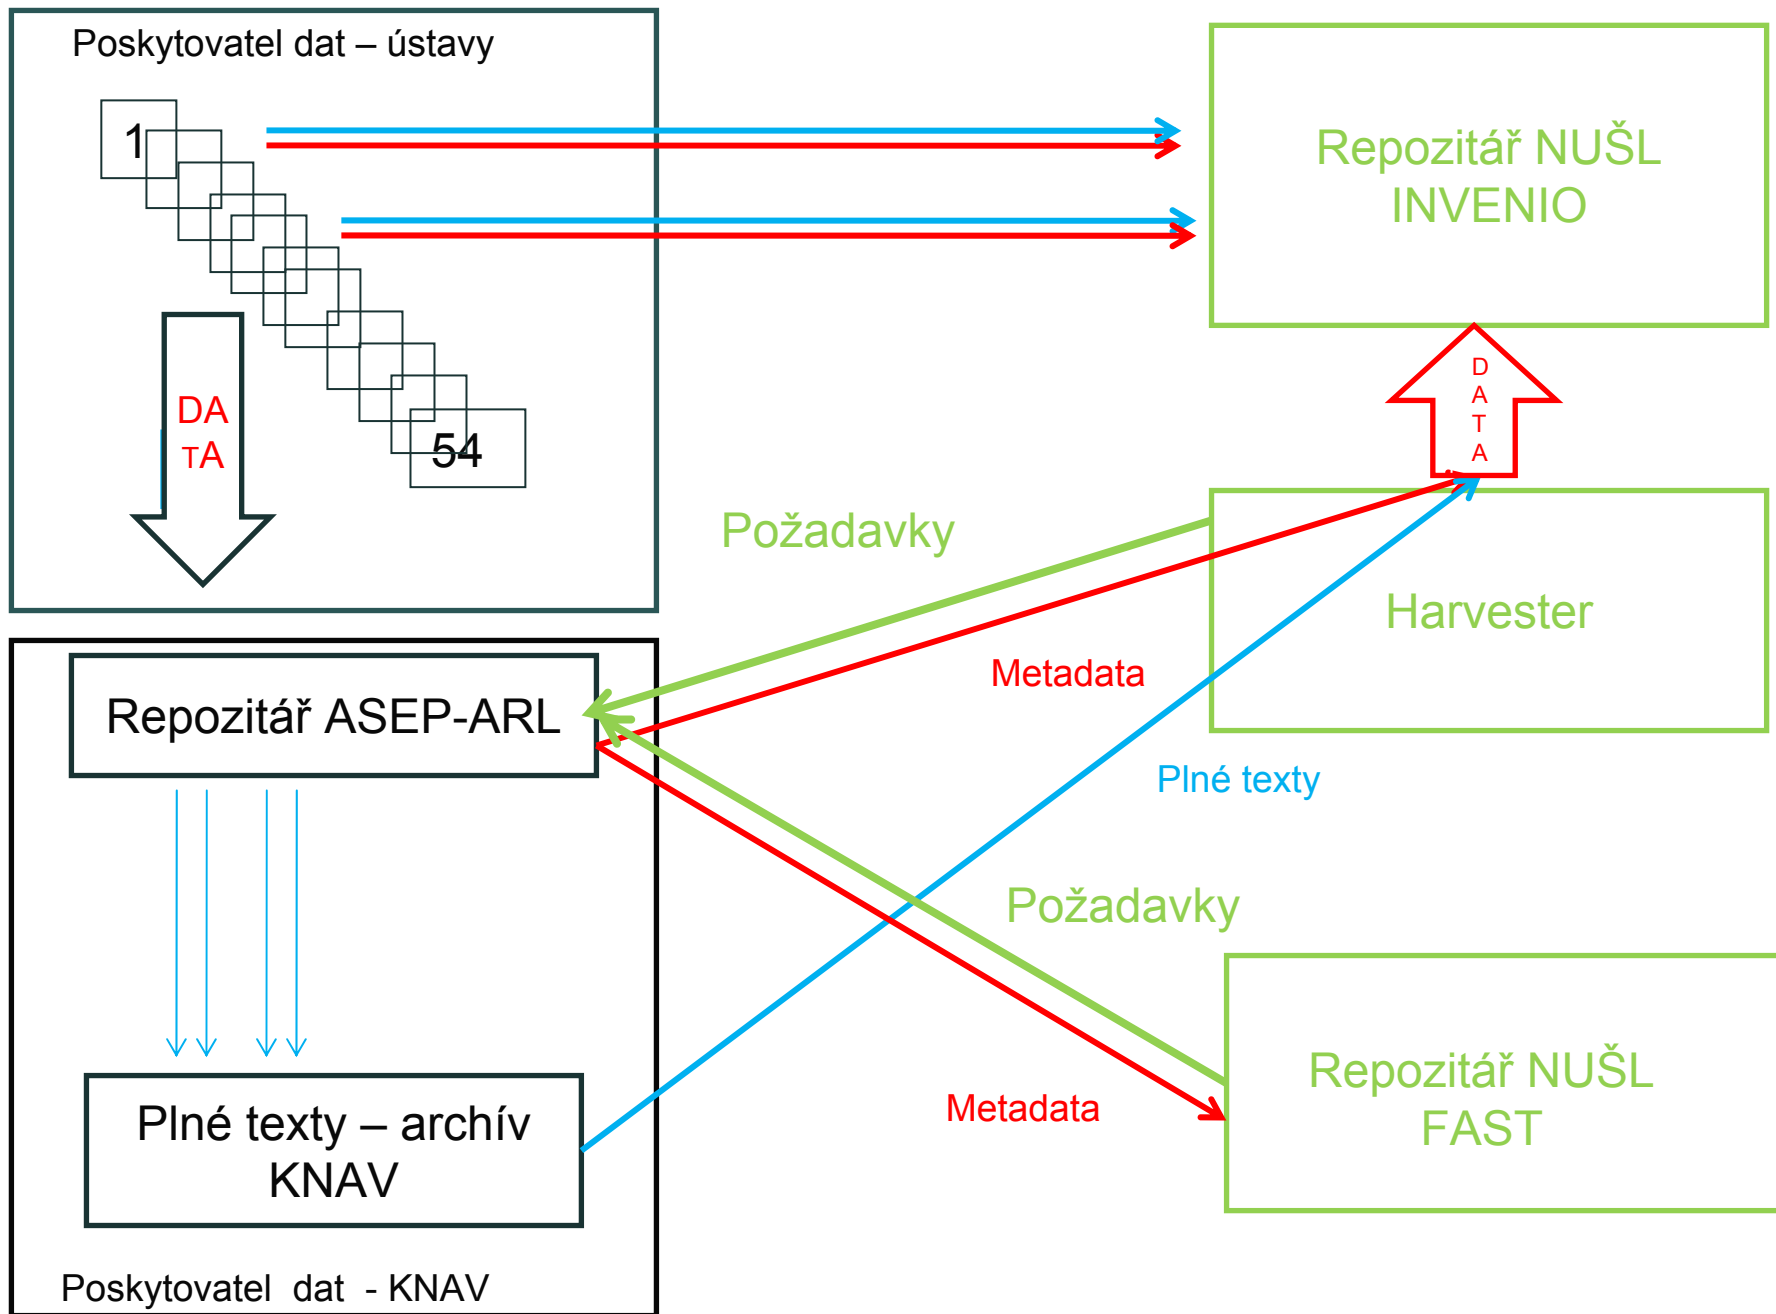 Poskytovatel dat – ústavy
1
54
DA
TA
Repozitář NUŠL
INVENIO
D
A
T
A
Požadavky
Harvester
Metadata
Repozitář ASEP-ARL
Plné texty
Požadavky
Repozitář NUŠL
FAST
Metadata
Plné texty – archív
KNAV
Poskytovatel dat - KNAV